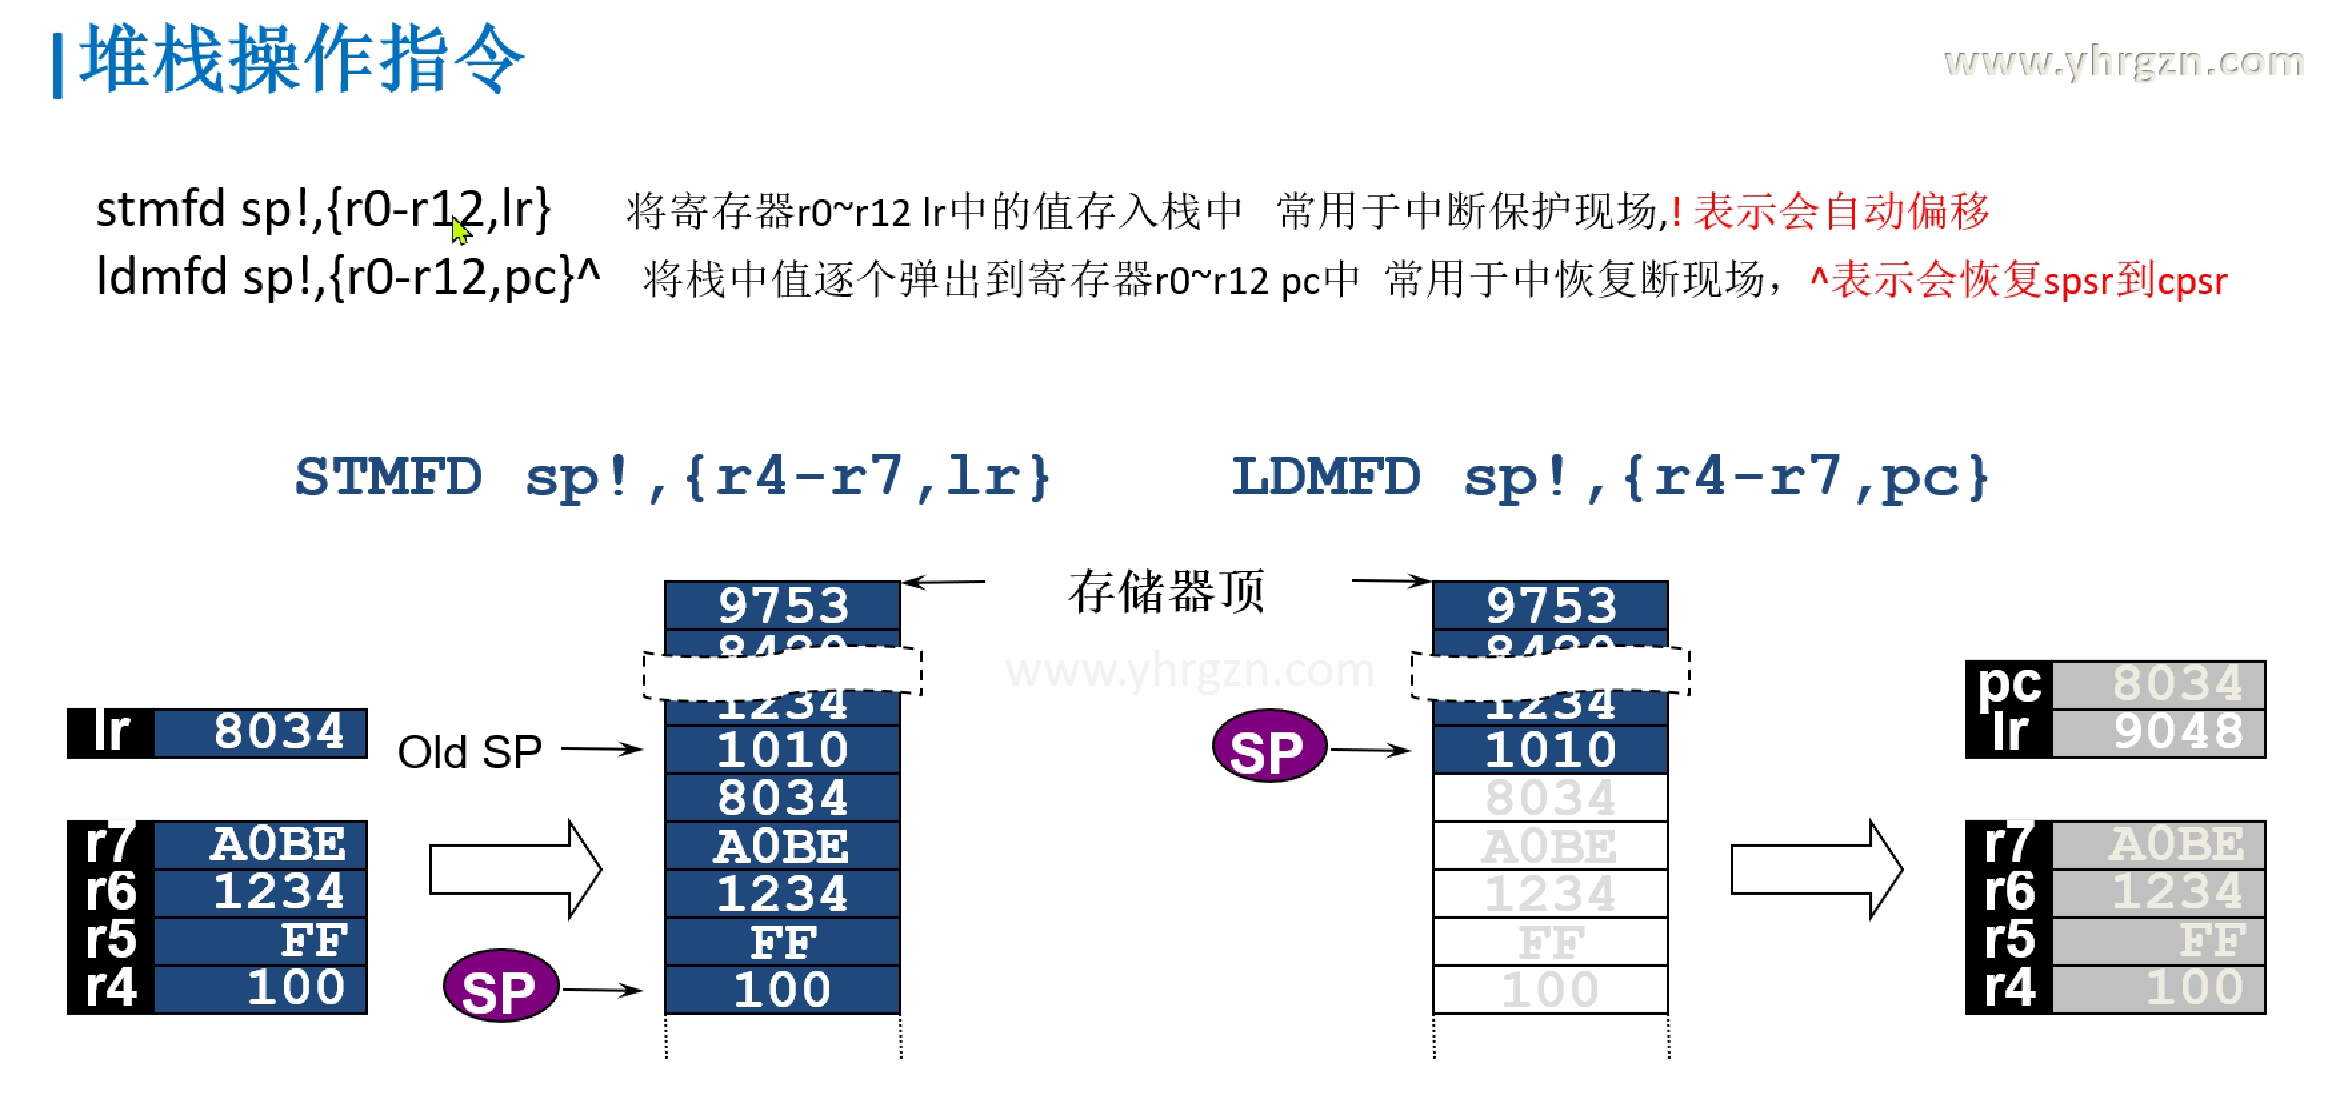 堆栈操作指令
www.yhrgzn.com
stmfd sp!,{r0-r12,lr} 将寄存器r0~r12 lr中的值存入栈中 常用于中断保护现场,! 表示会自动偏移
ldmfd sp!,{r0-r12,pc}^ 将栈中值逐个弹出到寄存器r0~r12 pc中 常用于中恢复断现场，^表示会恢复spsr到cpsr
STMFD sp!,{r4-r7,lr}
LDMFD sp!,{r4-r7,pc}
存储器顶
www.yhrgzn.com
lr 8034
r7 A0BE
r6 1234
r5 FF
r4 100
Old SP
SP
9753
1234
1010
8034
A0BE
1234
FF
100
SP
9753
1234
1010
8034
A0BE
1234
FF
100
pc 8034
lr 9048
r7 A0BE
r6 1234
r5 FF
r4 100